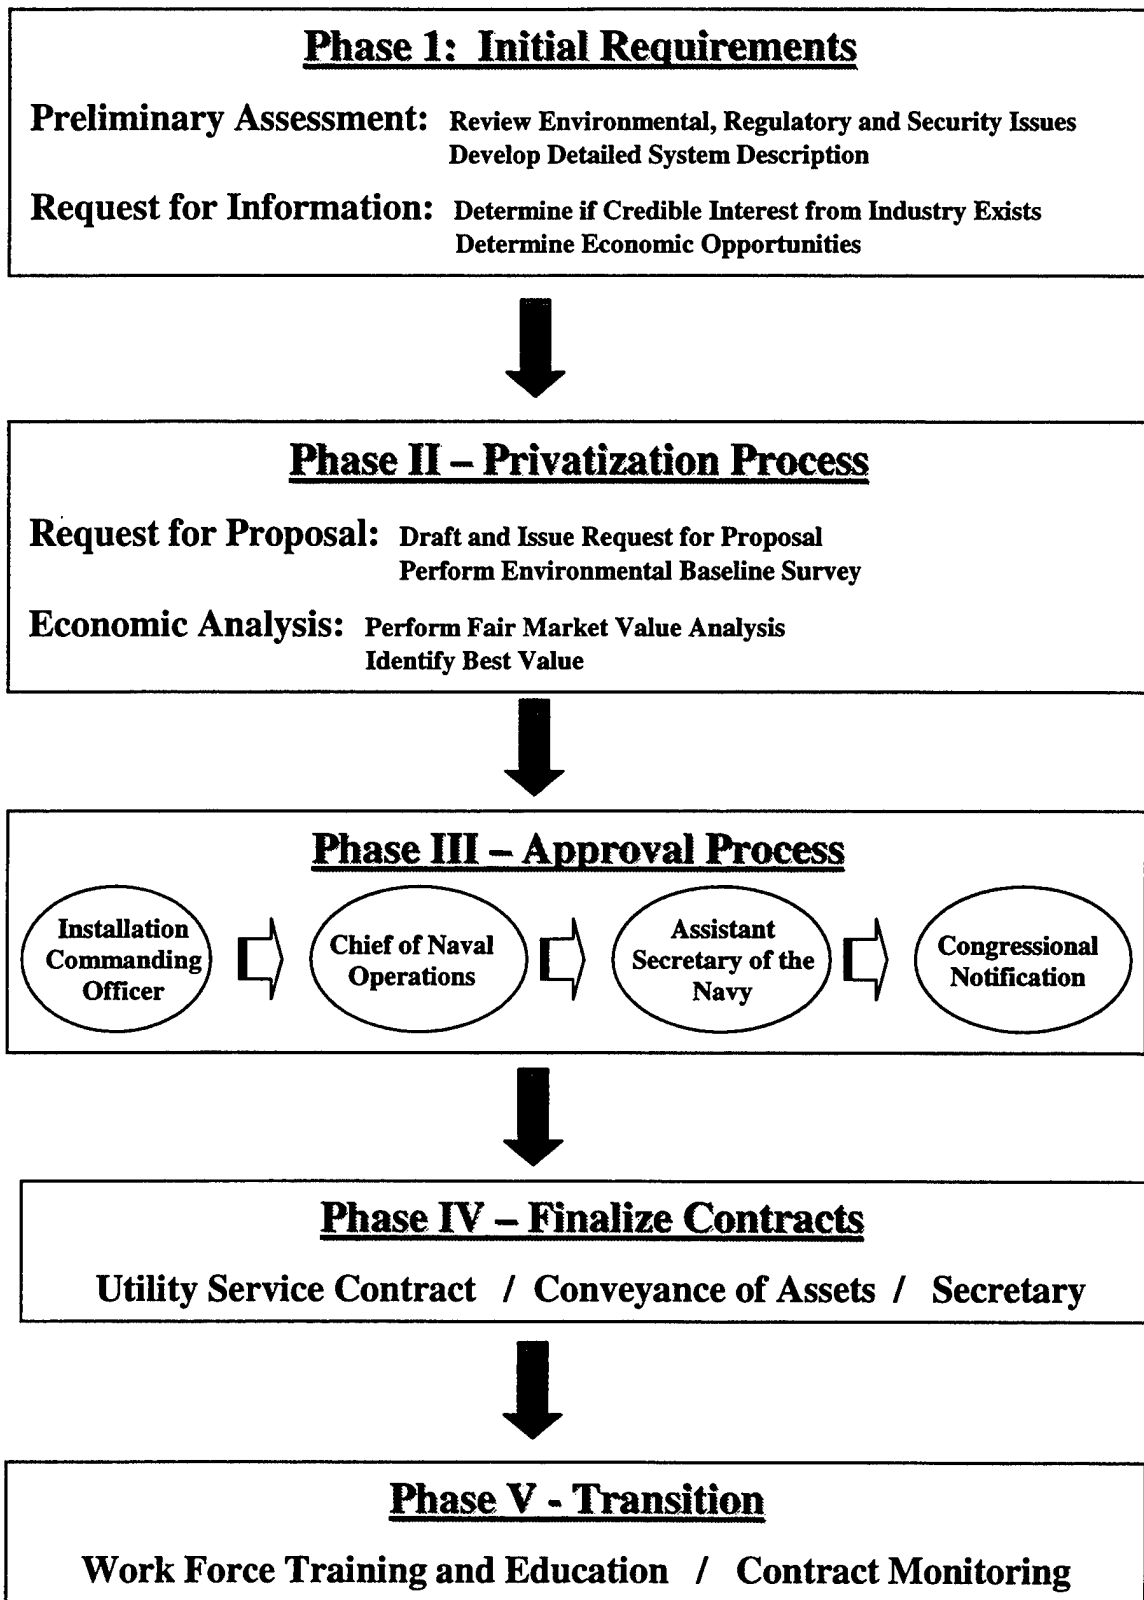 Phase 1: Initial Requirements
Preliminary Assessment: Review Environmental, Regulatory and Security Issues
Develop Detailed System Description
Request for Information: Determine if Credible Interest from Industry Exists
Determine Economic Opportunities
Phase II – Privatization Process
Request for Proposal: Draft and Issue Request for Proposal
Perform Environmental Baseline Survey
Economic Analysis: Perform Fair Market Value Analysis
Identify Best Value
Phase III – Approval Process
Installation
Commanding
Officer
Chief of Naval
Operations
Assistant
Secretary of the
Navy
Congressional
Notification
Phase IV – Finalize Contracts
Utility Service Contract / Conveyance of Assets / Secretary
Phase V - Transition
Work Force Training and Education / Contract Monitoring